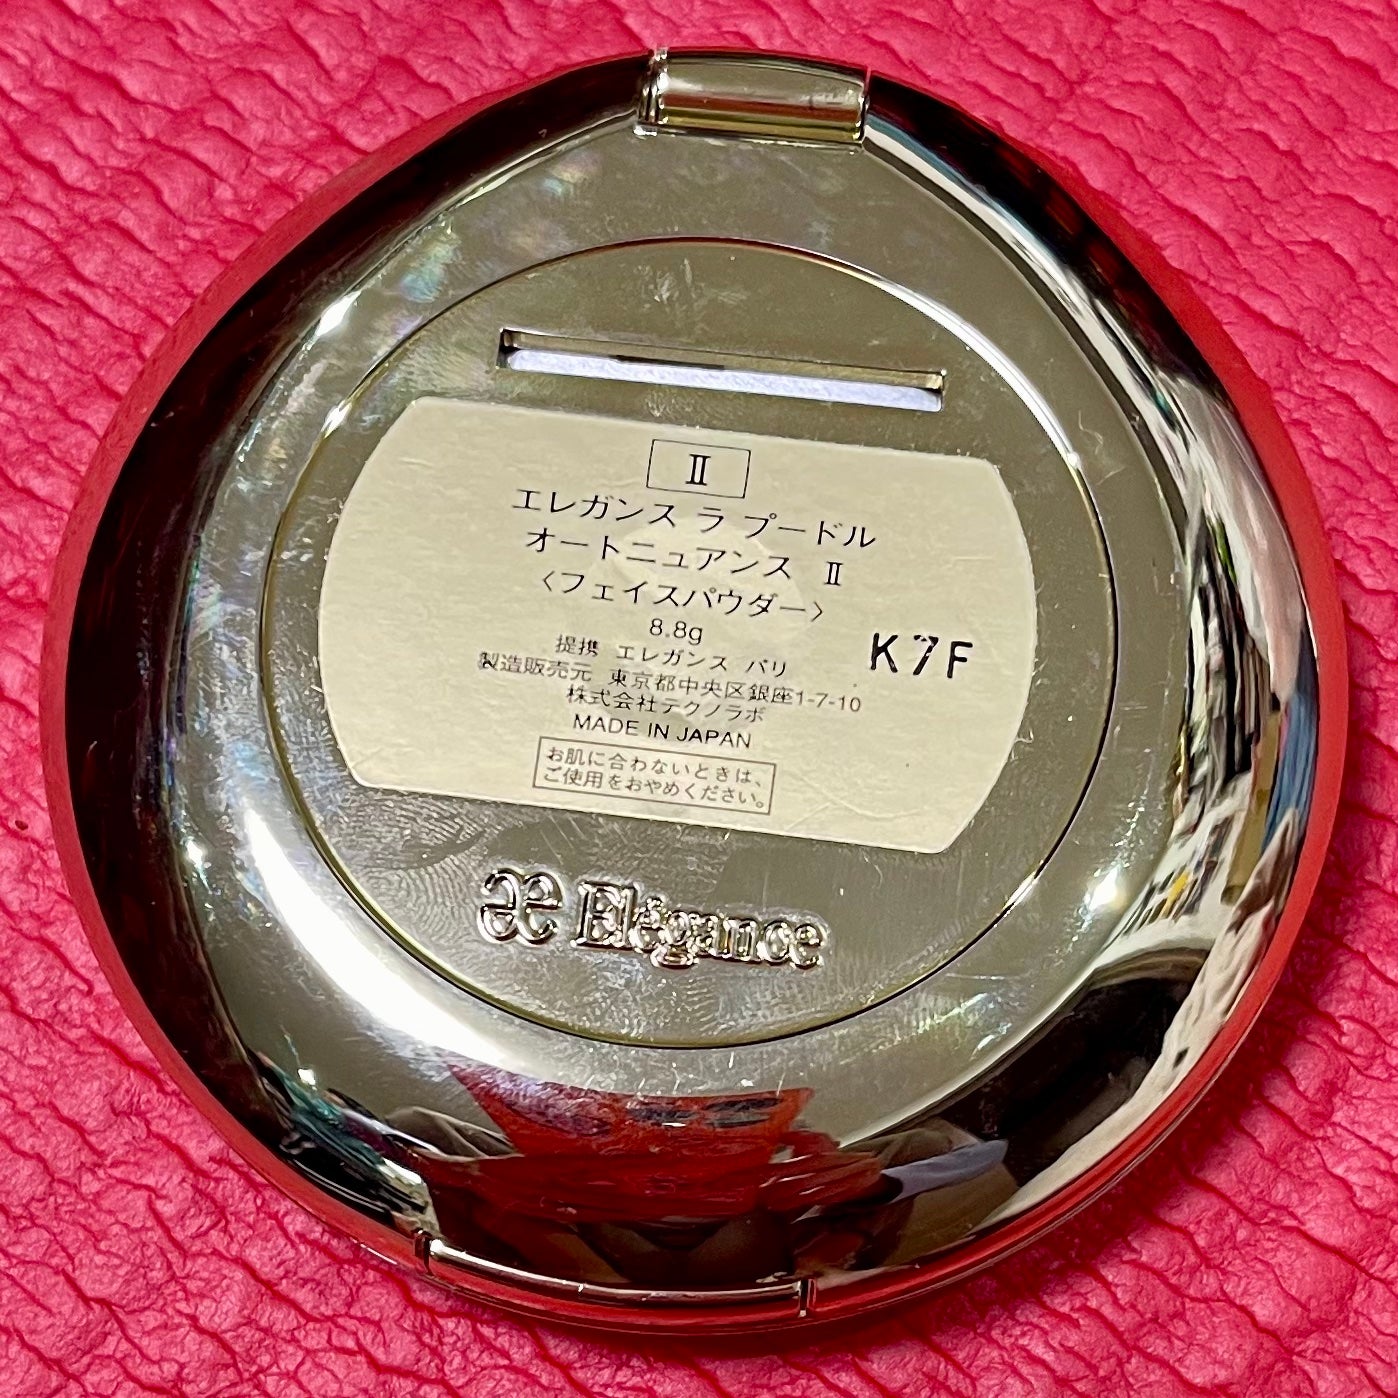 Ⅱ
エレガンス ラ プードル
オートニュアンス Ⅱ
〈フェイスパウダー〉
8.8g
提携 エレガンス パリ
製造販売元 東京都中央区銀座1-7-10
株式会社テクノラボ
MADE IN JAPAN
お肌に合わないときは、
ご使用をおやめください。
K7F
æ Elégance